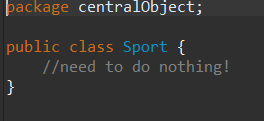 package centralObject;
public class Sport {
//need to do nothing!
}